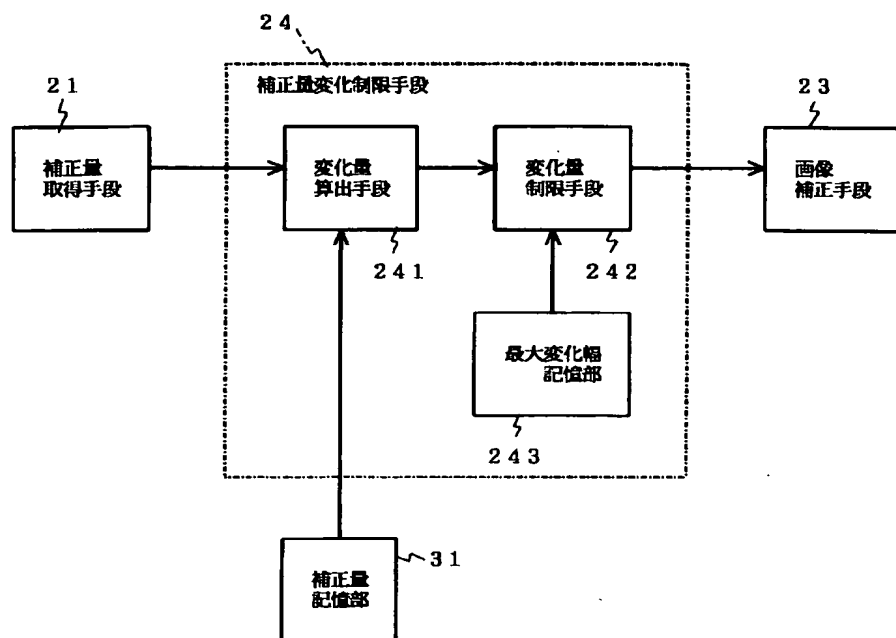 ２４
補正量変化制限手段
２１
補正量
取得手段
変化量
算出手段
２４１
変化量
制限手段
２４２
２３
画像
補正手段
最大変化幅
記憶部
２４３
補正量
記憶部
３１